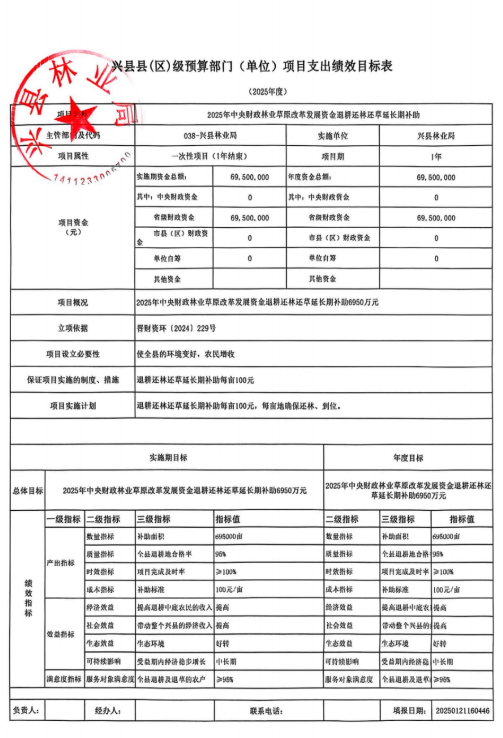 兴县县(区)级预算部门（单位）项目支出绩效目标表
（2025年度）
兴县林业局
1411233006700
项目名称 2025年中央财政林业草原改革发展资金退耕还林还草延长期补助
主管部门及代码 038-兴县林业局 实施单位 兴县林业局
项目属性 一次性项目（1年结束） 项目期 1年
项目资金（元）
实施期资金总额： 69,500,000 年度资金总额： 69,500,000
其中：中央财政资金 0 其中：中央财政资金 0
省级财政资金 69,500,000 省级财政资金 69,500,000
市县（区）财政资金 0 市县（区）财政资金 0
单位自筹 0 单位自筹 0
其他资金 其他资金
项目概况 2025年中央财政林业草原改革发展资金退耕还林还草延长期补助6950万元
立项依据 晋财资环〔2024〕229号
项目设立必要性 使全县的环境变好，农民增收
保证项目实施的制度、措施 退耕还林还草延长期补助每亩100元
项目实施计划 退耕还林还草延长期补助每亩100元，每亩地确保还林、到位。
实施期目标 年度目标
总体目标 2025年中央财政林业草原改革发展资金退耕还林还草延长期补助6950万元 2025年中央财政林业草原改革发展资金退耕还林还草延长期补助6950万元
绩效指标
一级指标 二级指标 三级指标 指标值 二级指标 三级指标 指标值
产出指标
数量指标 补助面积 695000亩 数量指标 补助面积 695000亩
质量指标 全县退耕地合格率 96% 质量指标 全县退耕地合格 96%
时效指标 项目完成及时率 ≥100% 时效指标 项目完成及时率 ≥100%
成本指标 补助标准 100元/亩 成本指标 补助标准 100元/亩
效益指标
经济效益 提高退耕中底农民的收入 提高 经济效益 提高退耕中底农 提高
社会效益 带动整个兴县的经济收入 提高 社会效益 带动整个兴县的 提高
生态效益 生态环境 好转 生态效益 生态环境 好转
可持续影响 受益期内经济稳步增长 中长期 可持续影响 受益期内经济稳 中长期
满意度指标 服务对象满意度 全县退耕及退草的农户 ≥96% 服务对象满意度 全县退耕及退草 ≥96%
负责人： 经办人： 联系电话： 填报日期： 20250121160446